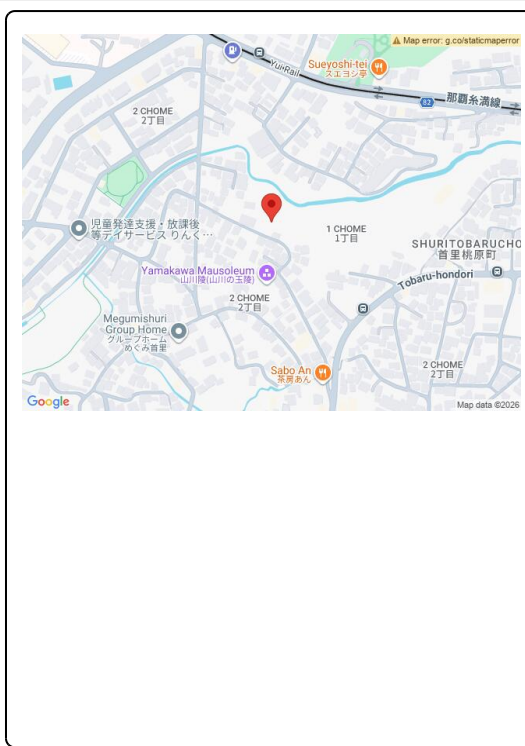 Map error: g.co/staticmaperror
Sueyoshi-tei
スエヨシ亭
Yui-Rail
那覇糸満線
82
2 CHOME
2丁目
児童発達支援・放課後
等デイサービス りんく…
1 CHOME
1丁目
SHURITOBARUCHO
首里桃原町
Yamakawa Mausoleum
山川陵(山川の玉陵)
Tobaru-hondori
2 CHOME
2丁目
Megumishuri
Group Home
グループホーム
めぐみ首里
Sabo An
茶房あん
2 CHOME
2丁目
Google
Map data ©2026